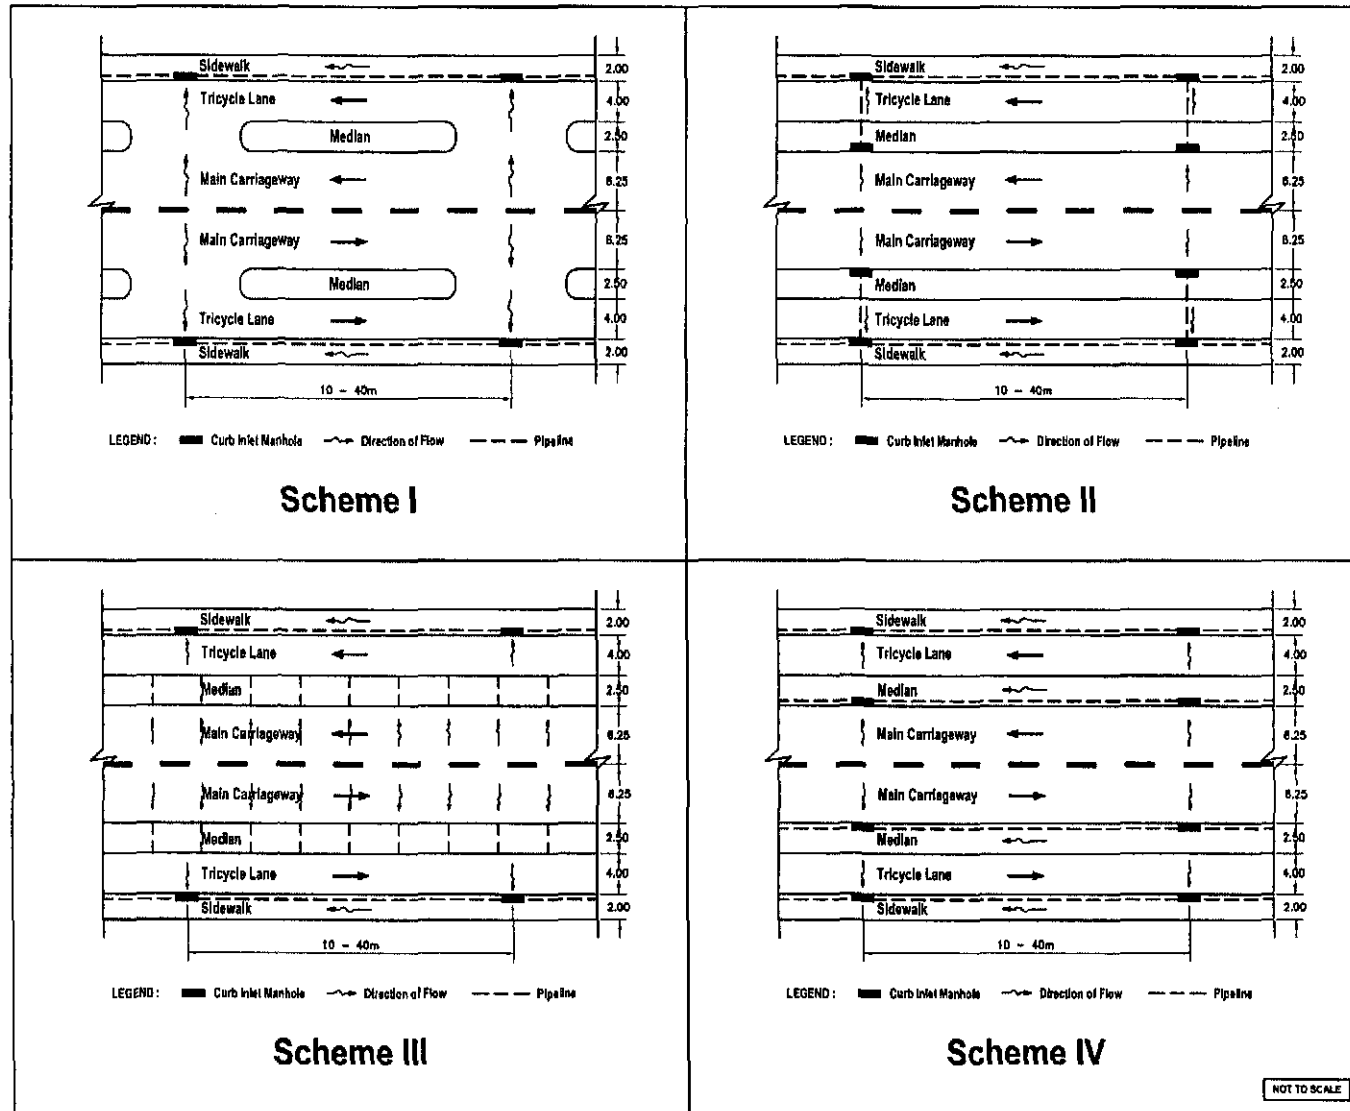 Sidewalk
2.00
Tricycle Lane
4.00
Median
2.50
Main Carriageway
6.25
Main Carriageway
6.25
Median
2.50
Tricycle Lane
4.00
Sidewalk
2.00
10 - 40m
LEGEND : Curb Inlet Manhole Direction of Flow Pipeline
Scheme I
Sidewalk
2.00
Tricycle Lane
4.00
Median
2.50
Main Carriageway
6.25
Main Carriageway
6.25
Median
2.50
Tricycle Lane
4.00
Sidewalk
2.00
10 - 40m
LEGEND : Curb Inlet Manhole Direction of Flow Pipeline
Scheme II
Sidewalk
2.00
Tricycle Lane
4.00
Median
2.50
Main Carriageway
6.25
Main Carriageway
6.25
Median
2.50
Tricycle Lane
4.00
Sidewalk
2.00
10 - 40m
LEGEND : Curb Inlet Manhole Direction of Flow Pipeline
Scheme III
Sidewalk
2.00
Tricycle Lane
4.00
Median
2.50
Main Carriageway
6.25
Main Carriageway
6.25
Median
2.50
Tricycle Lane
4.00
Sidewalk
2.00
10 - 40m
LEGEND : Curb Inlet Manhole Direction of Flow Pipeline
Scheme IV
NOT TO SCALE